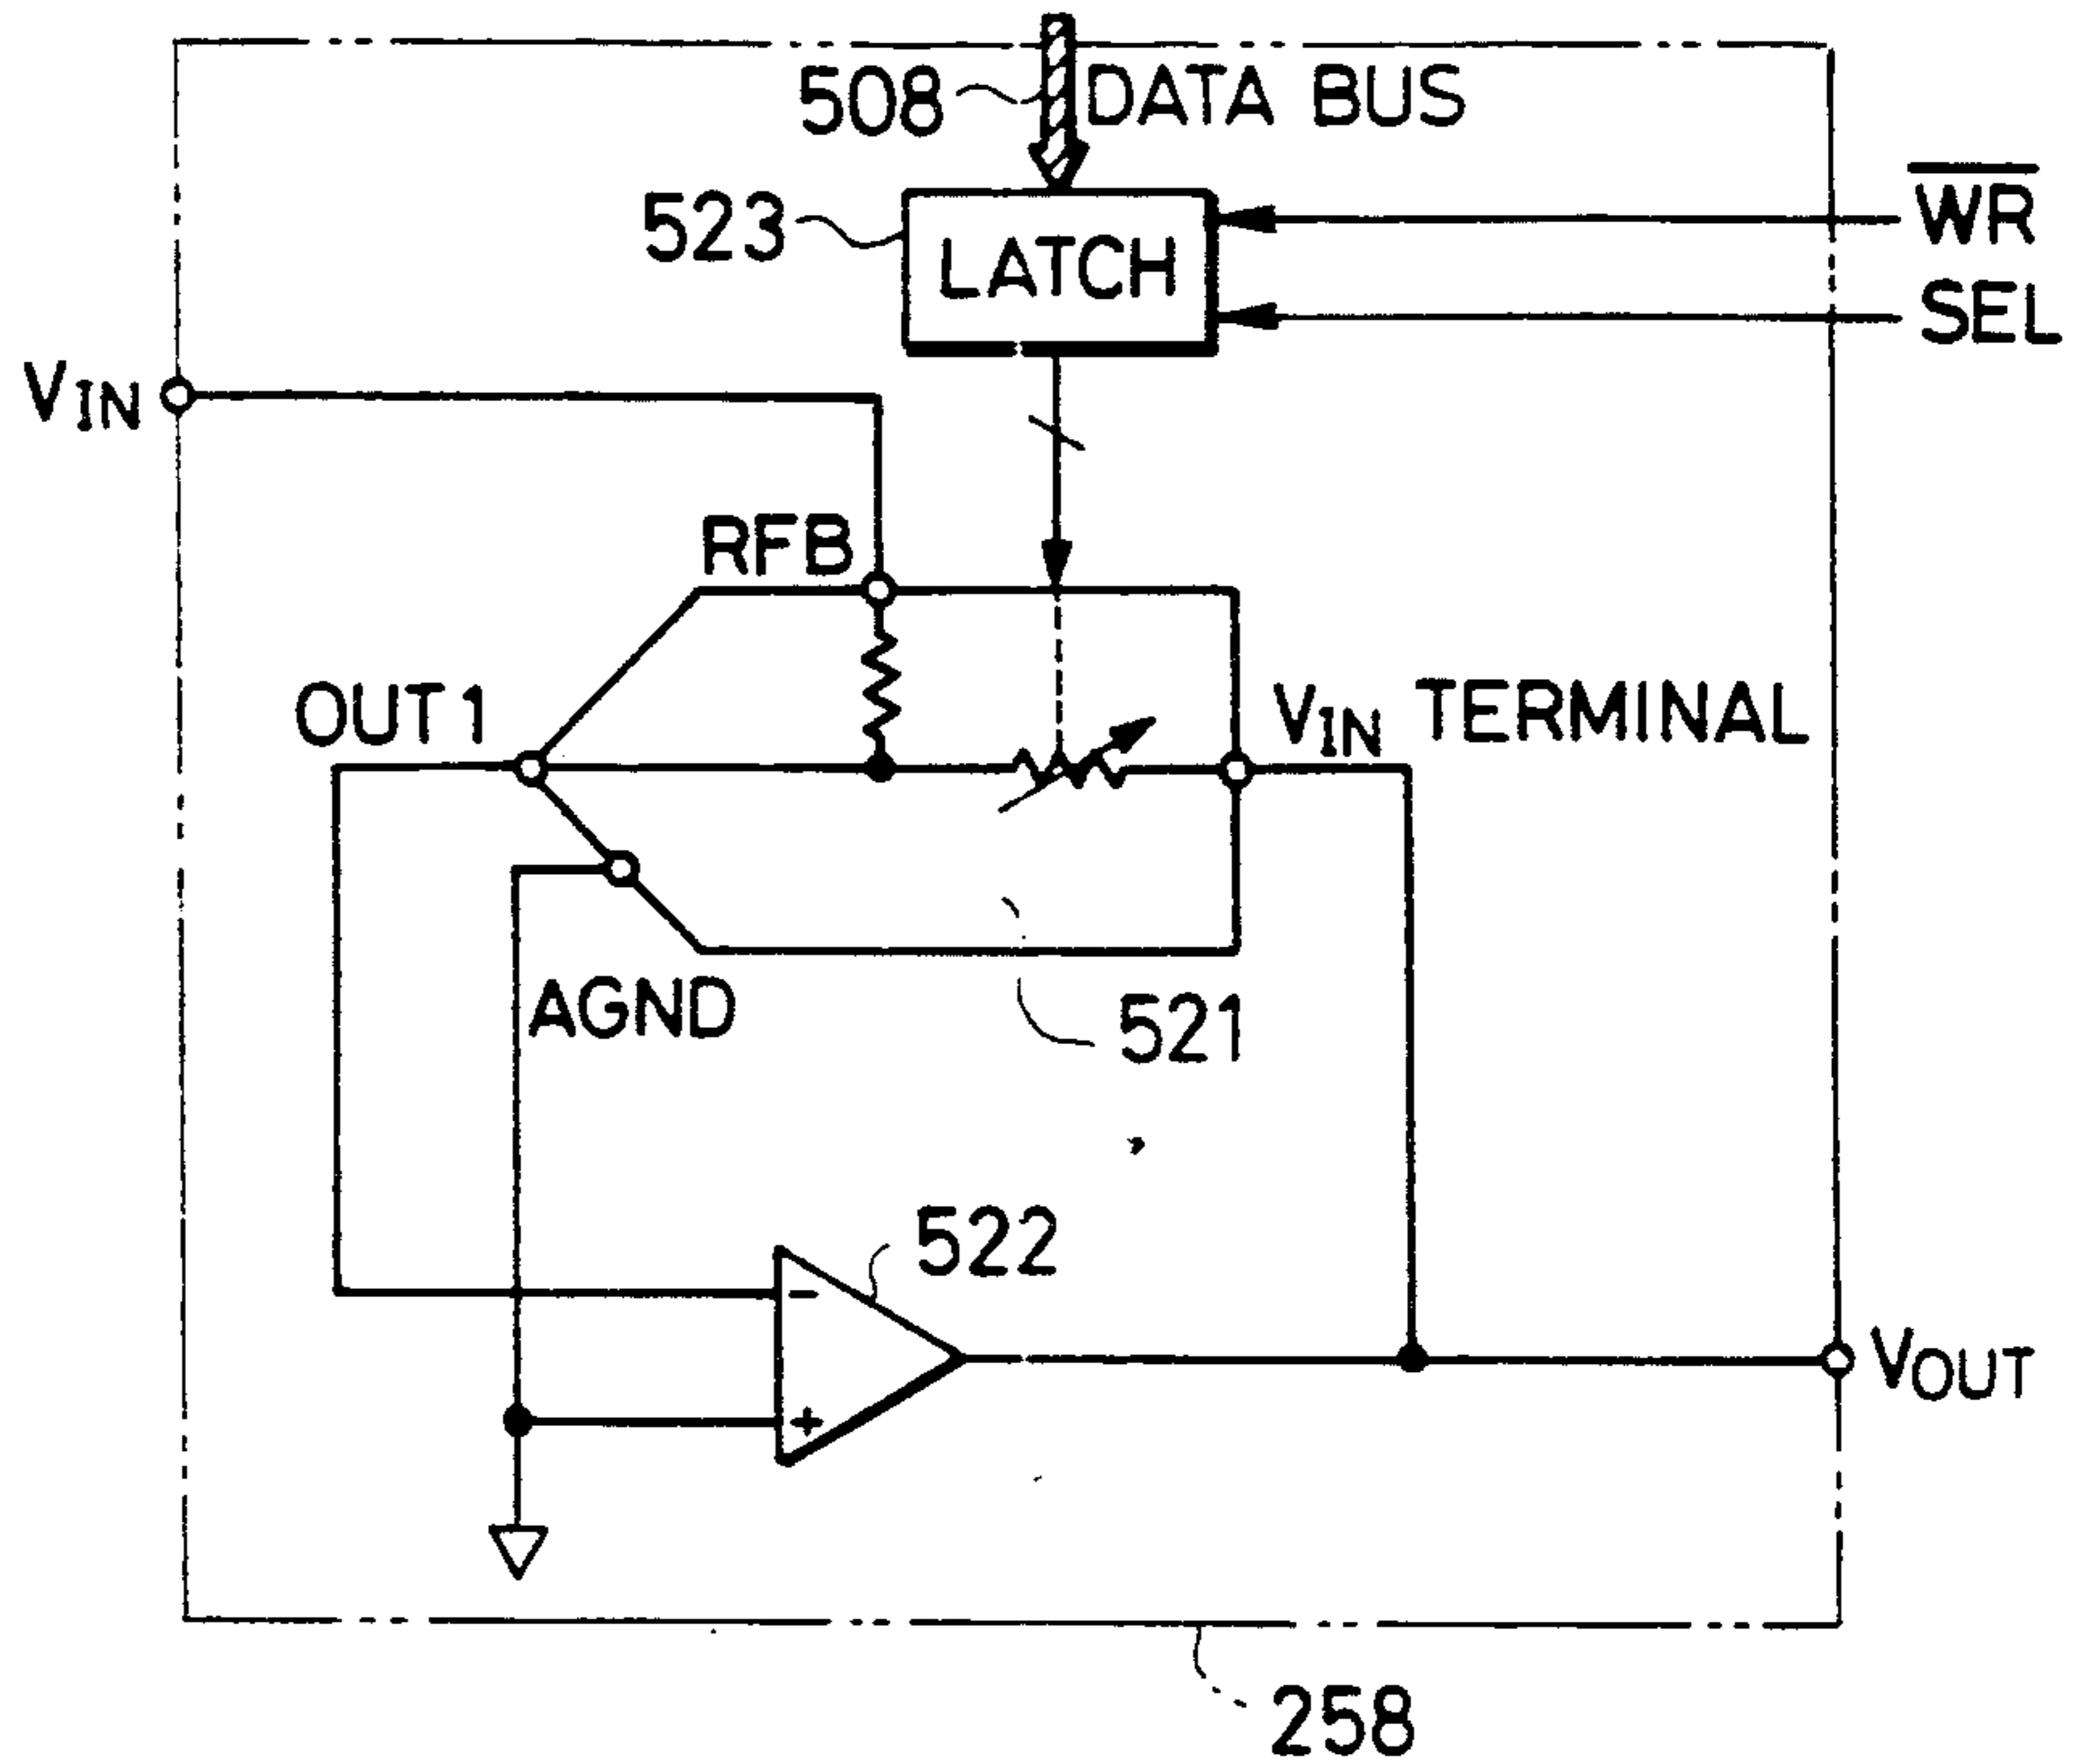 508
DATA BUS
523
LATCH
WR
SEL
VIN
RFB
OUT1
VIN TERMINAL
AGND
521
522
-
+
VOUT
258